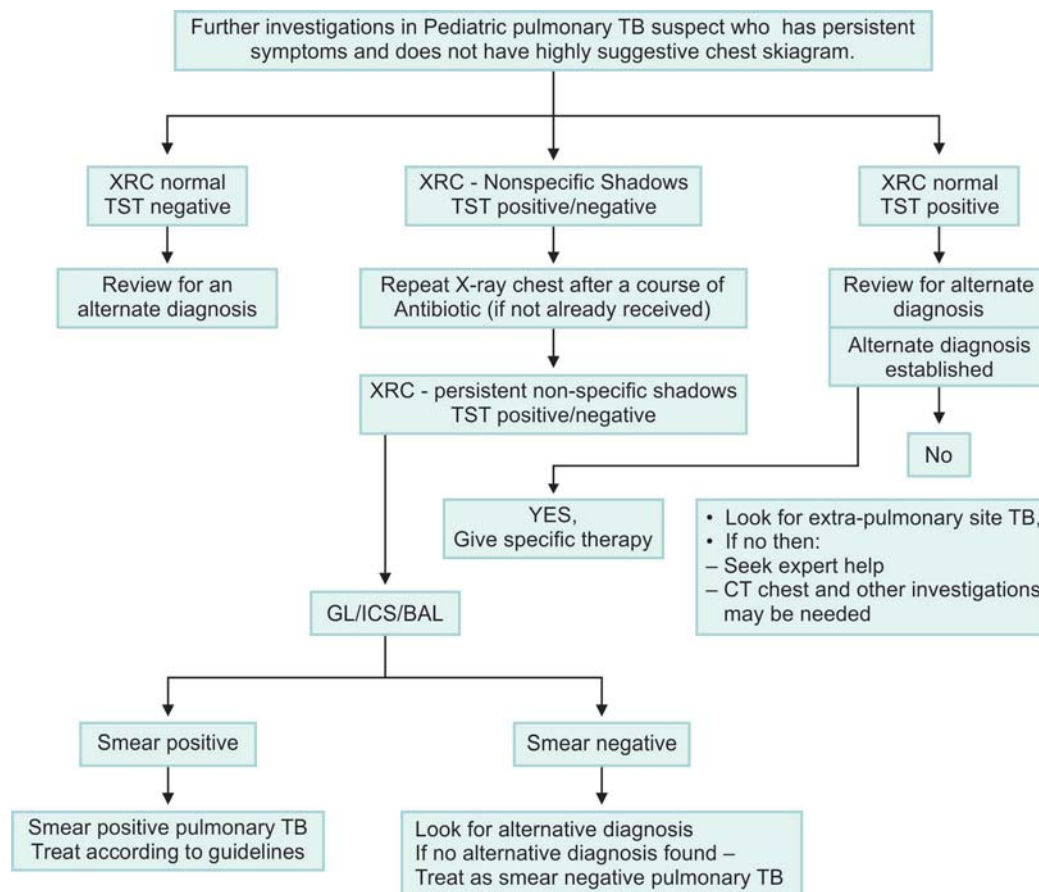 Further investigations in Pediatric pulmonary TB suspect who has persistent
symptoms and does not have highly suggestive chest skiagram.
XRC normal
TST negative
XRC - Nonspecific Shadows
TST positive/negative
XRC normal
TST positive
Review for an
alternate diagnosis
Repeat X-ray chest after a course of
Antibiotic (if not already received)
Review for alternate
diagnosis
Alternate diagnosis
established
XRC - persistent non-specific shadows
TST positive/negative
No
YES,
Give specific therapy
• Look for extra-pulmonary site TB,
• If no then:
– Seek expert help
– CT chest and other investigations
may be needed
GL/ICS/BAL
Smear positive
Smear negative
Smear positive pulmonary TB
Treat according to guidelines
Look for alternative diagnosis
If no alternative diagnosis found –
Treat as smear negative pulmonary TB